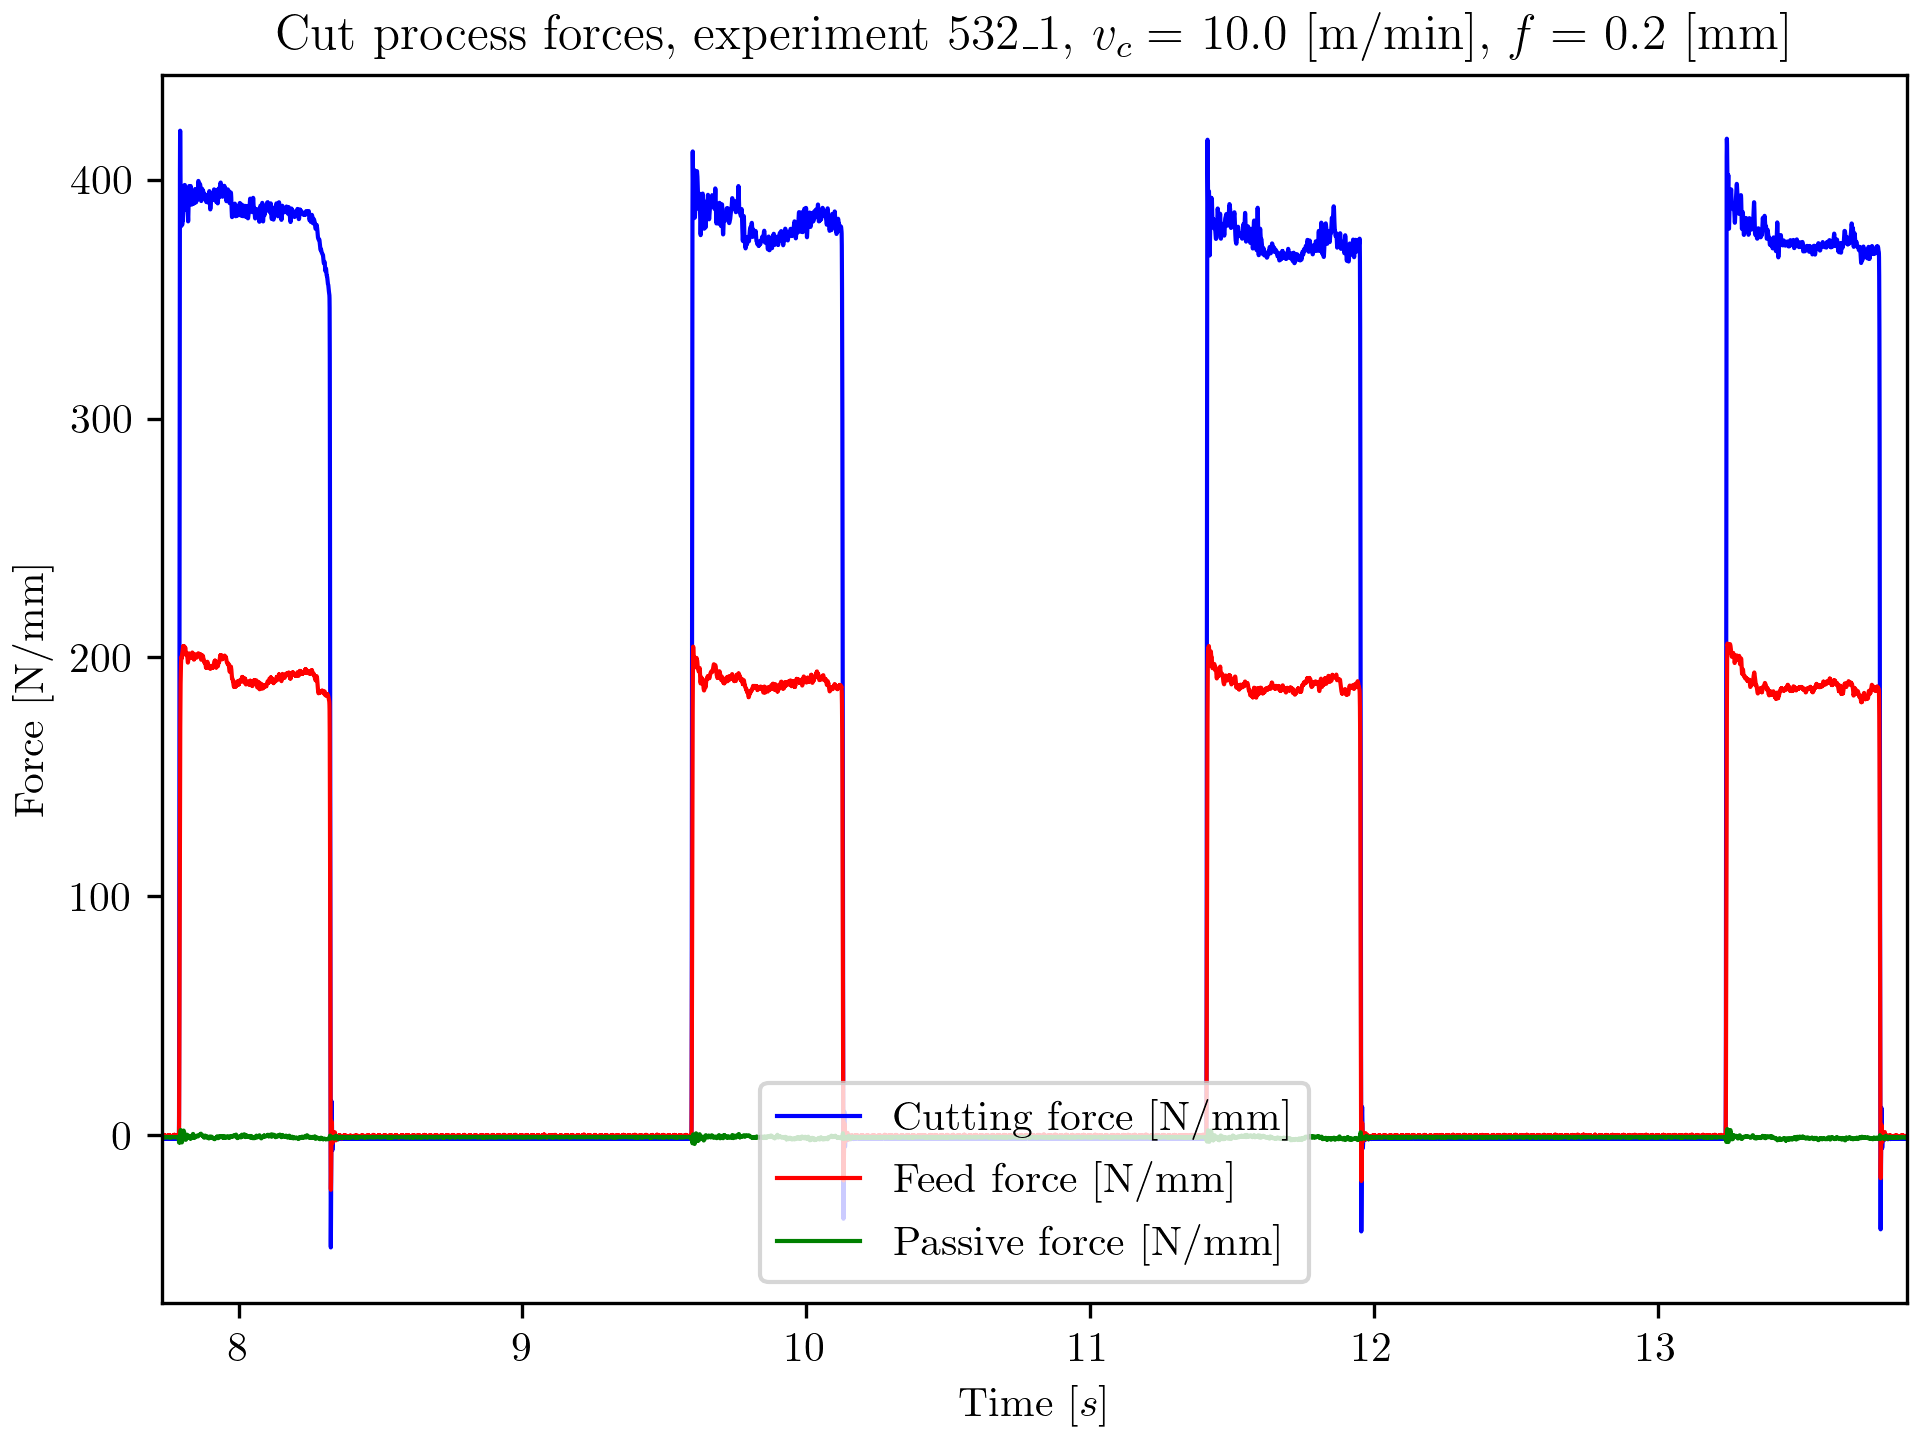 Cut process forces, experiment 532_1, v_c = 10.0 [m/min], f = 0.2 [mm]
400
300
200
100
0
Force [N/mm]
Cutting force [N/mm]
Feed force [N/mm]
Passive force [N/mm]
8 9 10 11 12 13
Time [s]